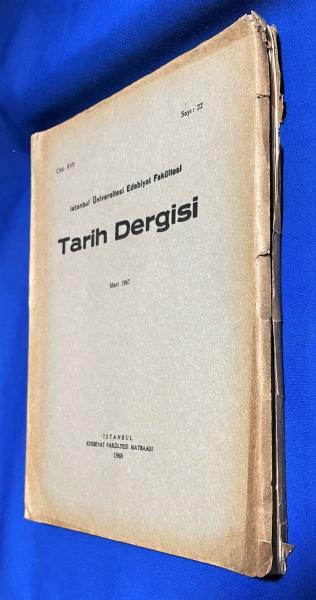 Cilt XVII
Sayı: 22
İstanbul Üniversitesi Edebiyat Fakültesi
Tarih Dergisi
Mart 1967
İSTANBUL
EDEBİYAT FAKÜLTESİ MATBAASI
1968